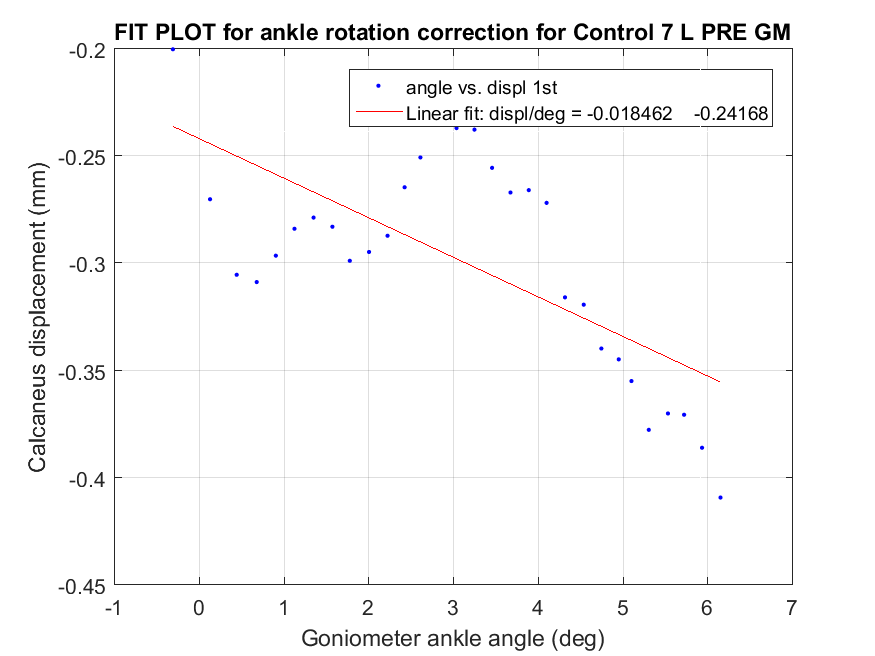 FIT PLOT for ankle rotation correction for Control 7 L PRE GM
-0.2
angle vs. displ 1st
Linear fit: displ/deg = -0.018462 -0.24168
-0.25
-0.3
-0.35
-0.4
-0.45
Calcaneus displacement (mm)
-1 0 1 2 3 4 5 6 7
Goniometer ankle angle (deg)